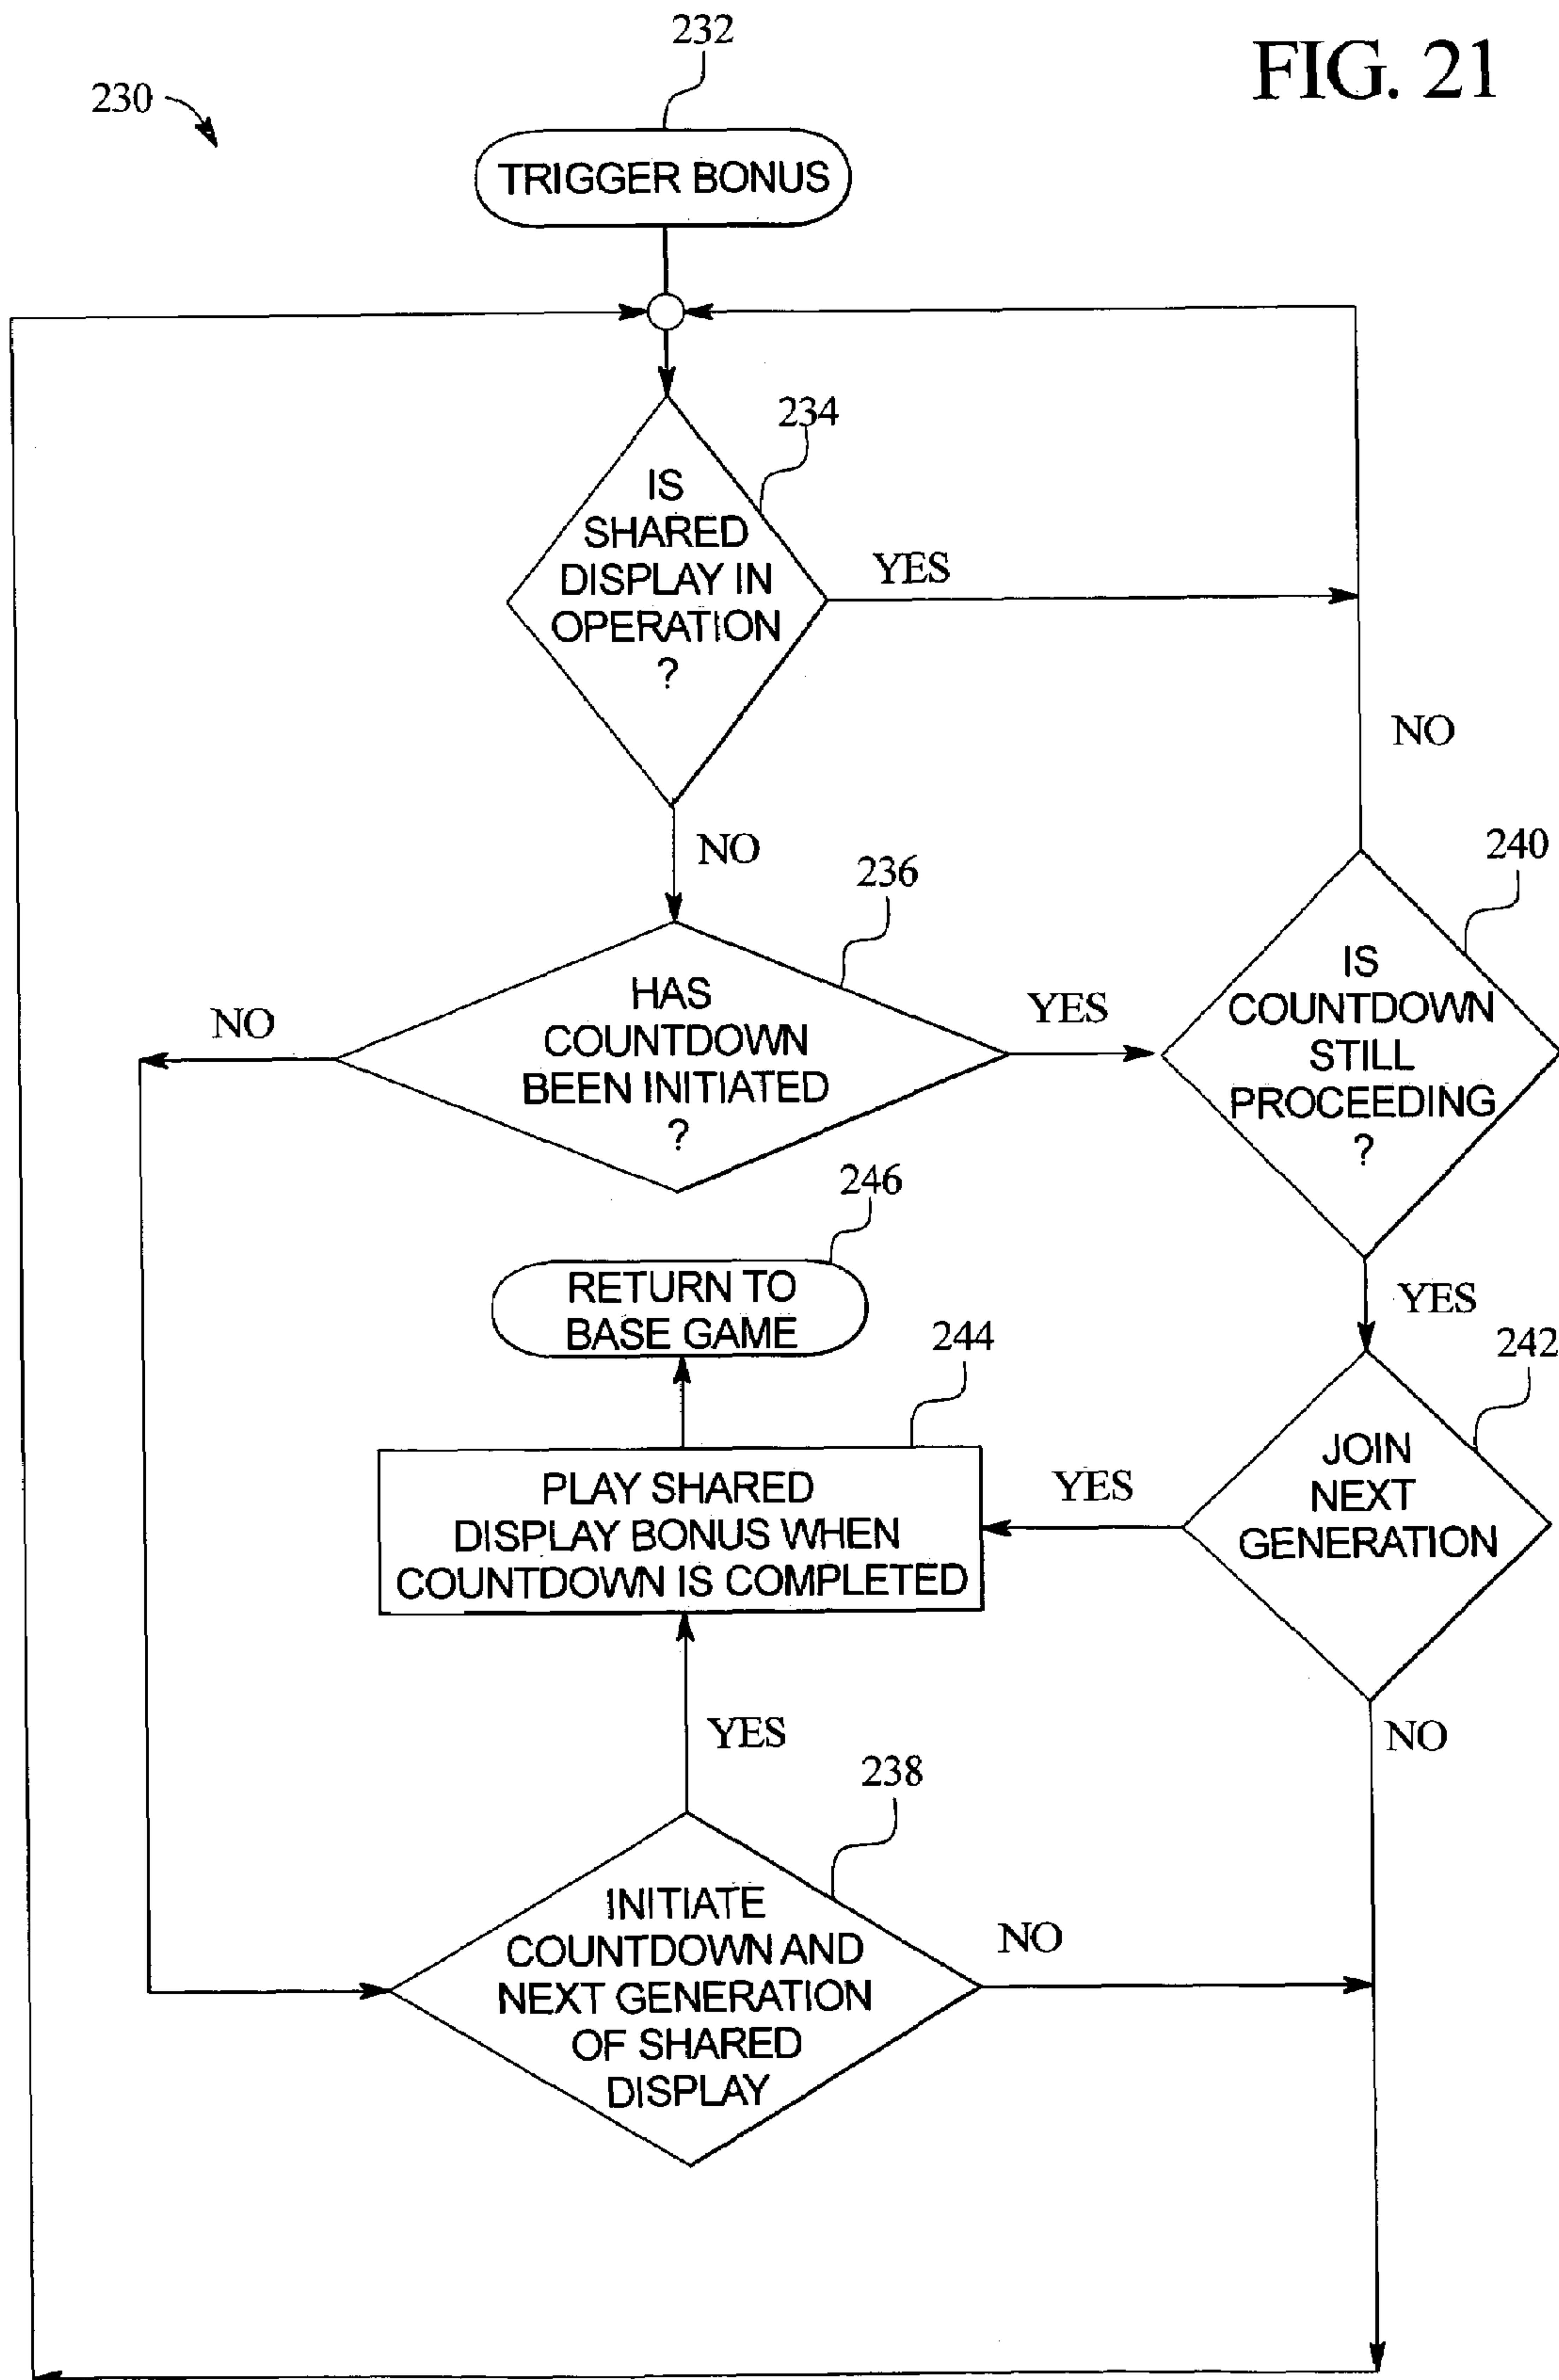 232
FIG. 21
230
TRIGGER BONUS
234
IS
SHARED
DISPLAY IN
OPERATION
?
YES
NO
NO
240
236
HAS
COUNTDOWN
BEEN INITIATED
?
NO
YES
IS
COUNTDOWN
STILL
PROCEEDING
?
246
RETURN TO
BASE GAME
YES
244
242
PLAY SHARED
DISPLAY BONUS WHEN
COUNTDOWN IS COMPLETED
YES
JOIN
NEXT
GENERATION
YES
NO
238
INITIATE
COUNTDOWN AND
NEXT GENERATION
OF SHARED
DISPLAY
NO